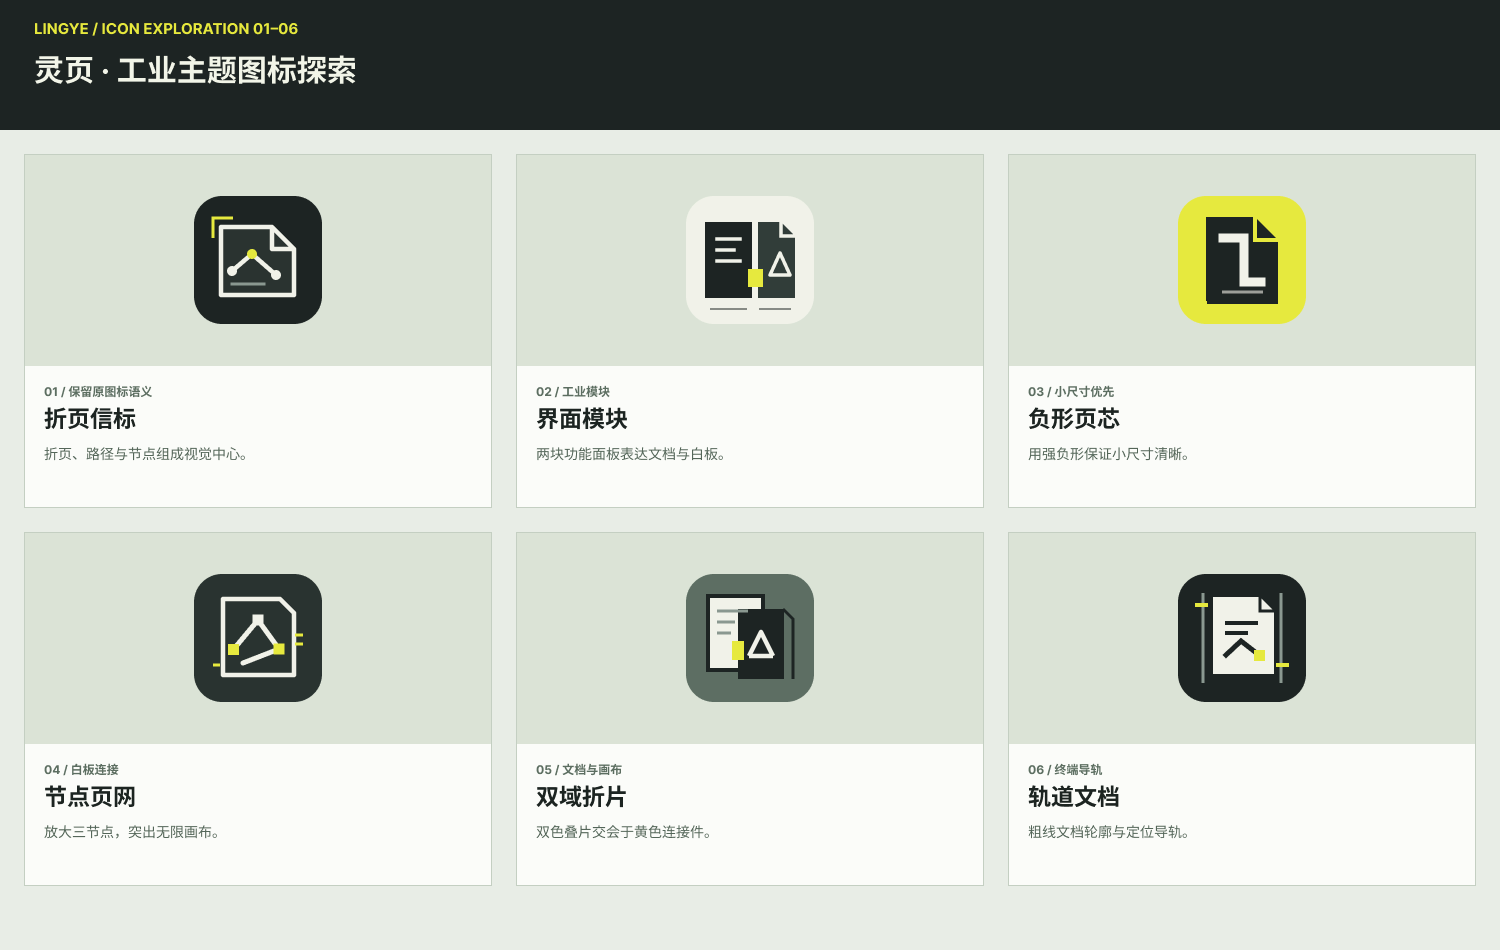 LINGYE / ICON EXPLORATION 01–06
灵页 · 工业主题图标探索
01 / 保留原图标语义
折页信标
折页、路径与节点组成视觉中心。
02 / 工业模块
界面模块
两块功能面板表达文档与白板。
03 / 小尺寸优先
负形页芯
用强负形保证小尺寸清晰。
04 / 白板连接
节点页网
放大三节点，突出无限画布。
05 / 文档与画布
双域折片
双色叠片交会于黄色连接件。
06 / 终端导轨
轨道文档
粗线文档轮廓与定位导轨。